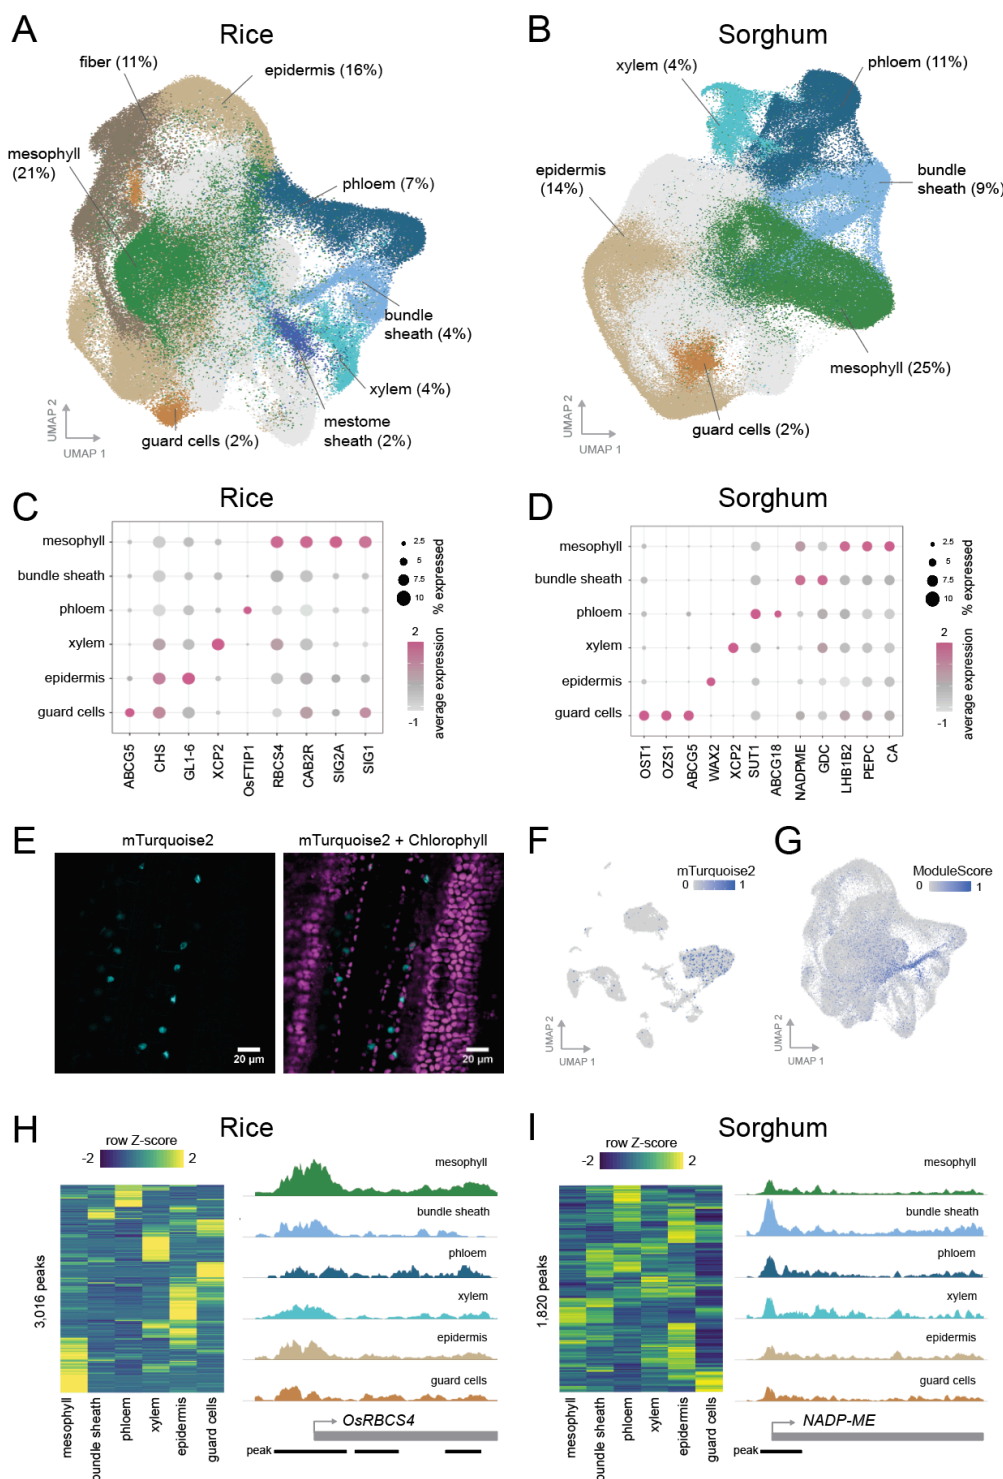 A
Rice
fiber (11%)
epidermis (16%)
mesophyll
(21%)
phloem (7%)
bundle
sheath
(4%)
xylem (4%)
mestome
sheath (2%)
guard cells (2%)
UMAP 2
UMAP 1
B
Sorghum
xylem (4%)
phloem (11%)
epidermis
(14%)
bundle
sheath (9%)
mesophyll (25%)
guard cells (2%)
UMAP 2
UMAP 1
C
Rice
mesophyll
bundle sheath
phloem
xylem
epidermis
guard cells
ABCG5
CHS
GL1-6
XCP2
OsFTIP1
RBCS4
CAB2R
SIG2A
SIG1
2.5
5
7.5
10
% expressed
2
-1
average expression
D
Sorghum
mesophyll
bundle sheath
phloem
xylem
epidermis
guard cells
OST1
OZS1
ABCG5
WAX2
XCP2
SUT1
ABCG18
NADPME
GDC
LHB1B2
PEPC
CA
2.5
5
7.5
10
% expressed
2
-1
average expression
E
mTurquoise2
20 µm
mTurquoise2 + Chlorophyll
20 µm
F
mTurquoise2
0 1
UMAP 2
UMAP 1
G
ModuleScore
0 1
UMAP 2
UMAP 1
H
Rice
row Z-score
-2 2
3,016 peaks
mesophyll
bundle sheath
phloem
xylem
epidermis
guard cells
mesophyll
bundle sheath
phloem
xylem
epidermis
guard cells
OsRBCS4
peak
I
Sorghum
row Z-score
-2 2
1,820 peaks
mesophyll
bundle sheath
phloem
xylem
epidermis
guard cells
mesophyll
bundle sheath
phloem
xylem
epidermis
guard cells
NADP-ME
peak